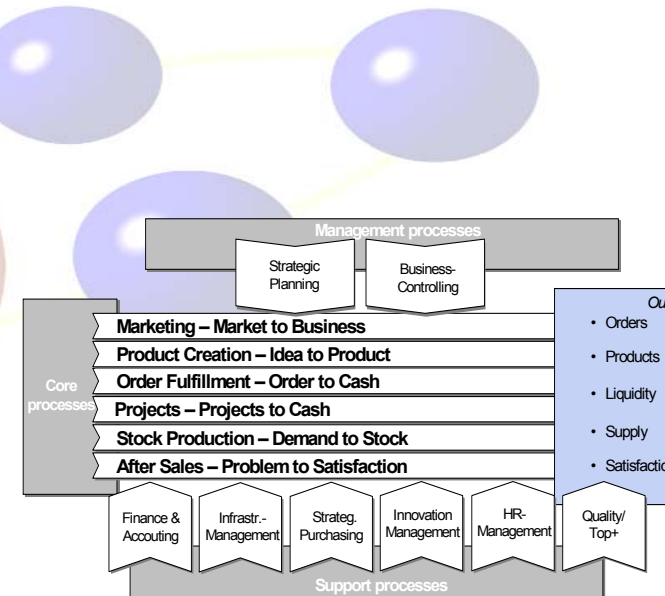 Management processes
Strategic
Planning
Business-
Controlling
Ou
Marketing – Market to Business
• Orders
Product Creation – Idea to Product
• Products
Order Fulfillment – Order to Cash
• Liquidity
Core
processes
Projects – Projects to Cash
Stock Production – Demand to Stock
• Supply
After Sales – Problem to Satisfaction
• Satisfactio
Finance &
Accouting
Infrastr.-
Management
Strateg.
Purchasing
Innovation
Management
HR-
Management
Quality/
Top+
Support processes